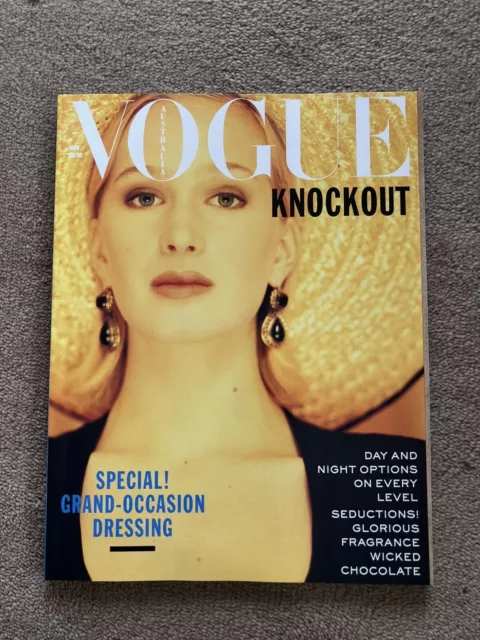 VOGUE
AUSTRALIA
KNOCKOUT
SPECIAL!
GRAND-OCCASION
DRESSING
DAY AND
NIGHT OPTIONS
ON EVERY
LEVEL
SEDUCTIONS!
GLORIOUS
FRAGRANCE
WICKED
CHOCOLATE